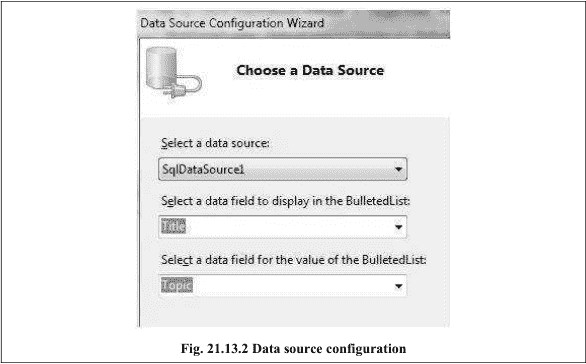 Data Source Configuration Wizard
Choose a Data Source
Select a data source:
SqlDataSource1
Select a data field to display in the BulletedList:
Title
Select a data field for the value of the BulletedList:
Topic
Fig. 21.13.2 Data source configuration